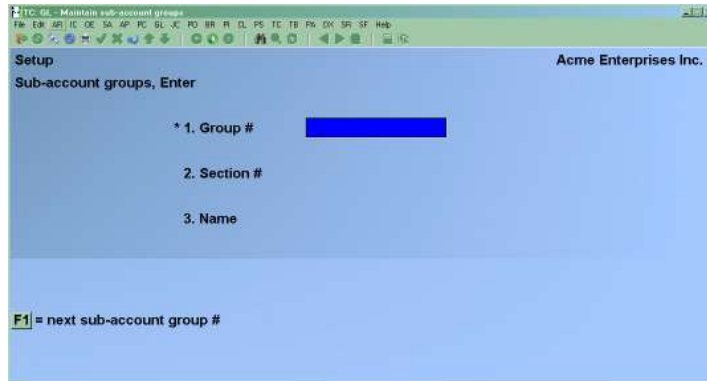 TC: GL - Maintain sub-account groups
File Edit AR IC OE SA AP PC GL JC PO BR PI CL PS TC TB PA DX SR SF Help
Setup Acme Enterprises Inc.
Sub-account groups, Enter
* 1. Group #
2. Section #
3. Name
F1 = next sub-account group #